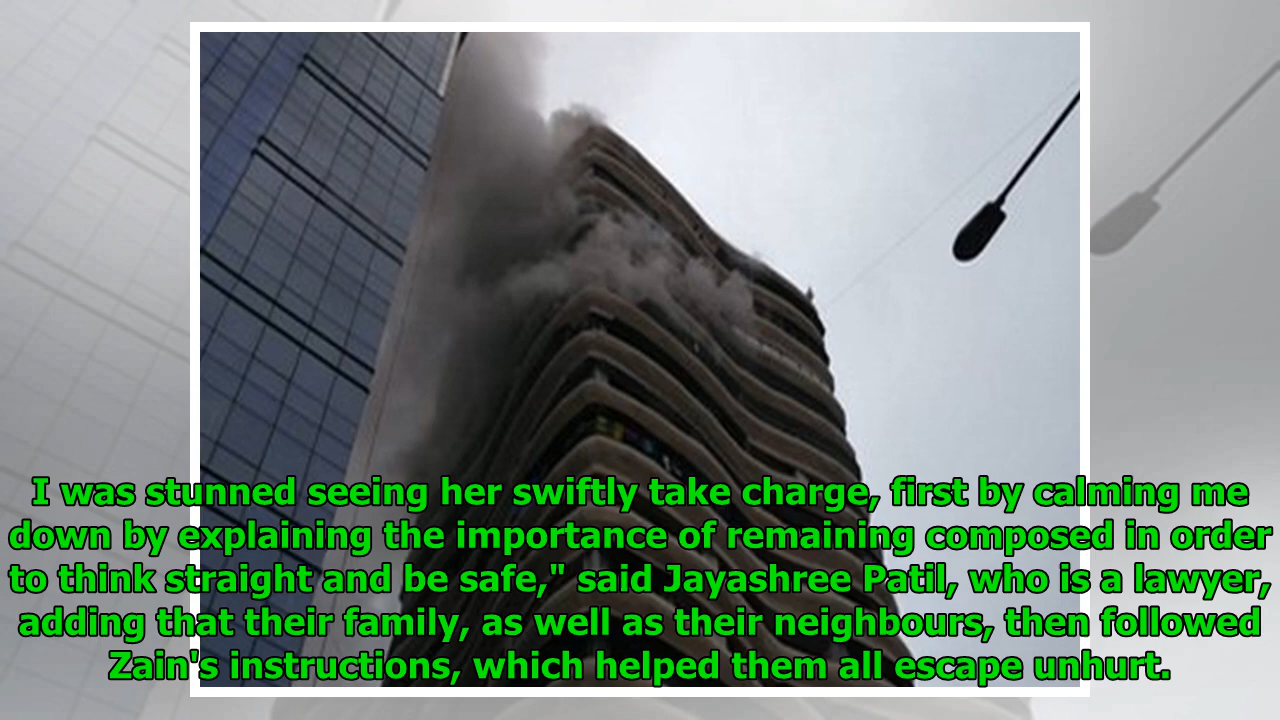 I was stunned seeing her swiftly take charge, first by calming me
down by explaining the importance of remaining composed in order
to think straight and be safe," said Jayashree Patil, who is a lawyer,
adding that their family, as well as their neighbours, then followed
Zain's instructions, which helped them all escape unhurt.